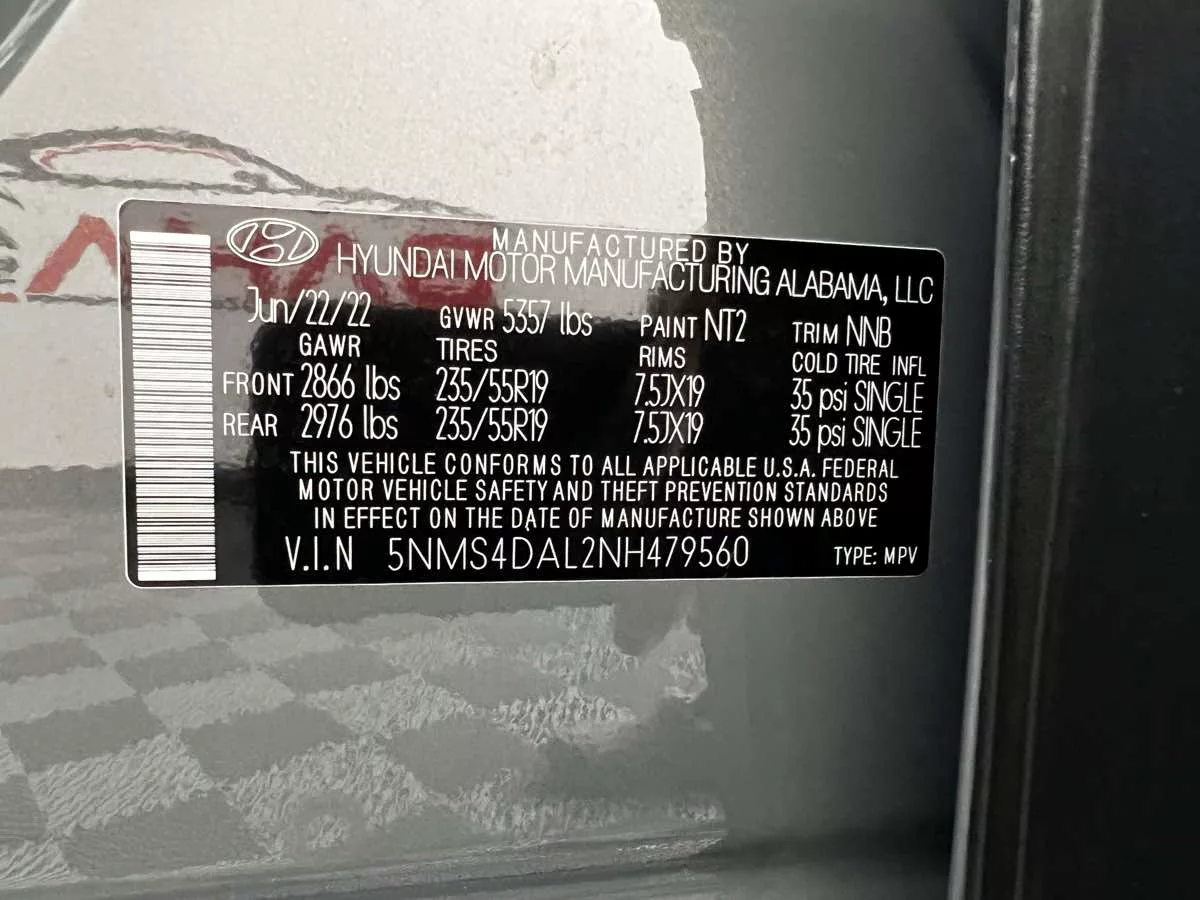 MANUFACTURED BY
HYUNDAI MOTOR MANUFACTURING ALABAMA, LLC
Jun/22/22 GVWR 5357 lbs PAINT NT2 TRIM NNB
GAWR TIRES RIMS COLD TIRE INFL
FRONT 2866 lbs 235/55R19 7.5JX19 35 psi SINGLE
REAR 2976 lbs 235/55R19 7.5JX19 35 psi SINGLE
THIS VEHICLE CONFORMS TO ALL APPLICABLE U.S.A. FEDERAL
MOTOR VEHICLE SAFETY AND THEFT PREVENTION STANDARDS
IN EFFECT ON THE DATE OF MANUFACTURE SHOWN ABOVE
V.I.N 5NMS4DAL2NH479560 TYPE: MPV